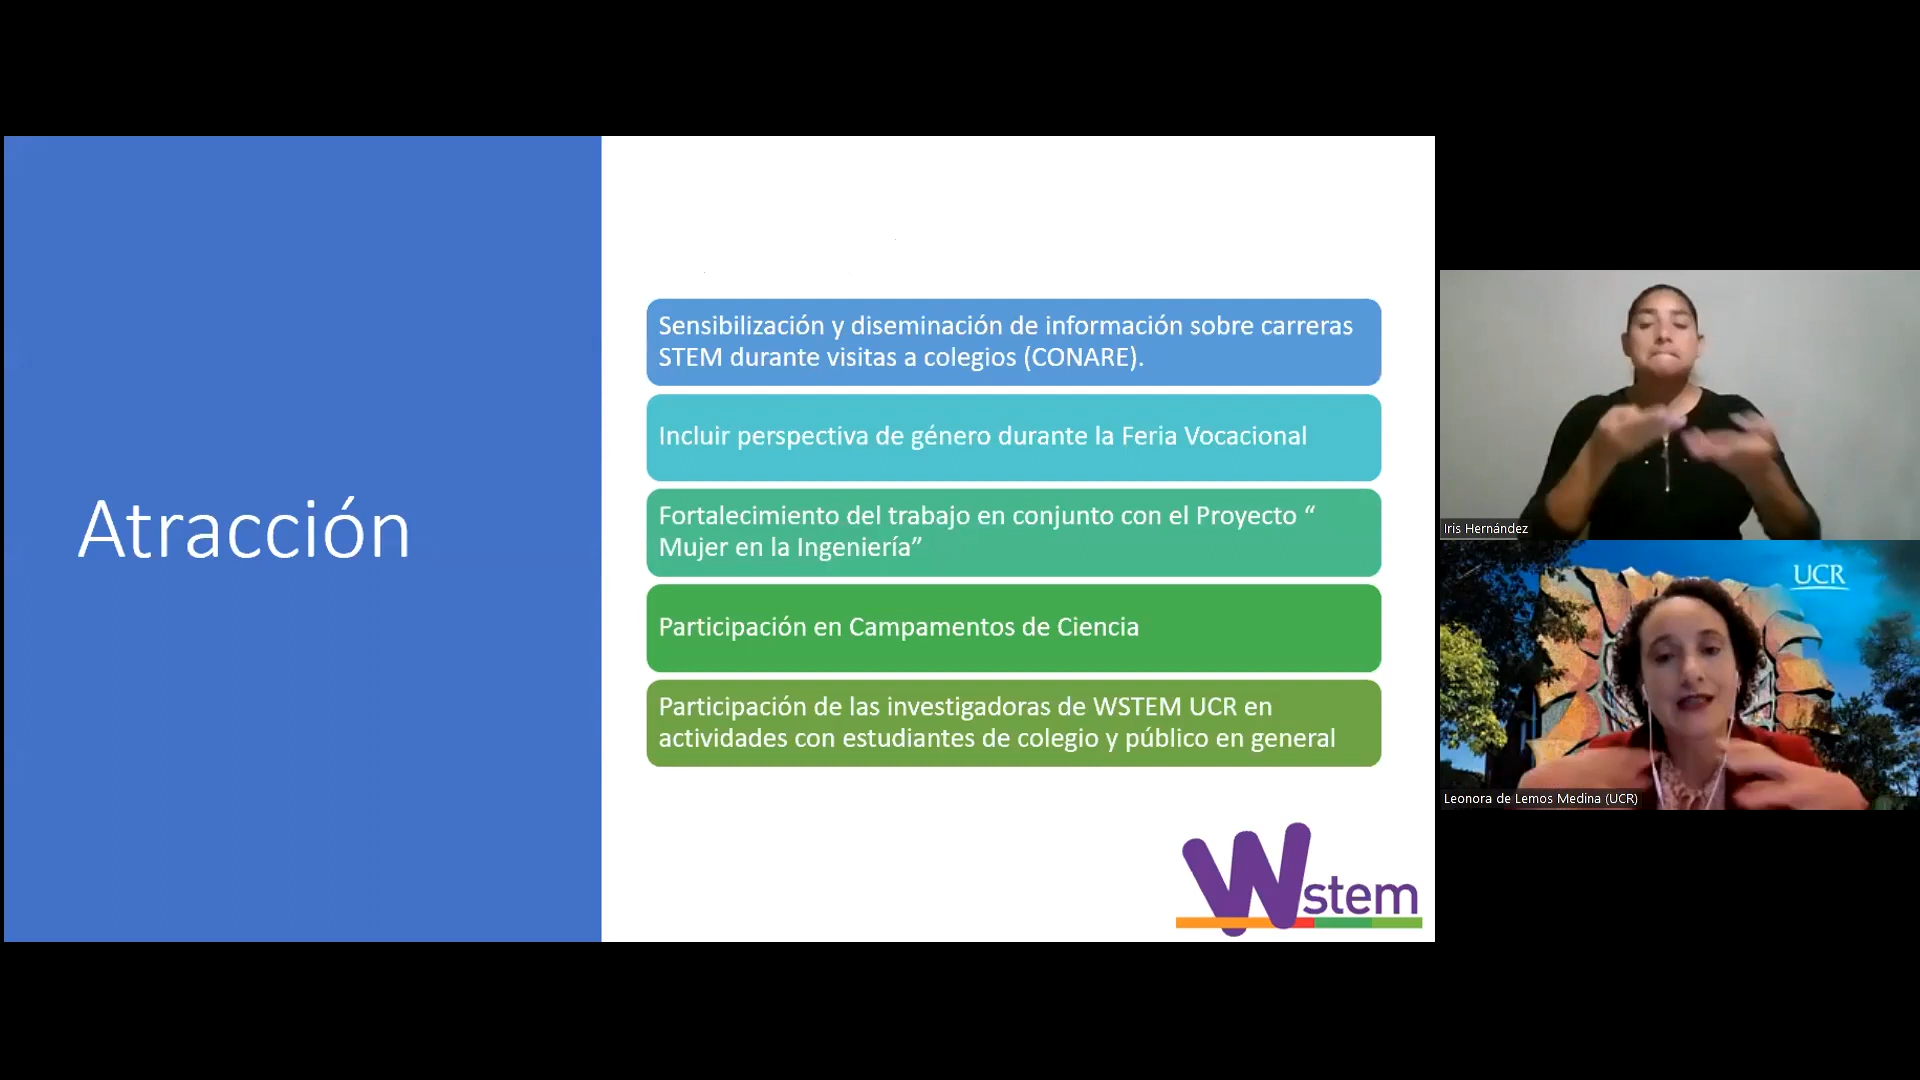 Atracción
Sensibilización y diseminación de información sobre carreras
STEM durante visitas a colegios (CONARE).
Incluir perspectiva de género durante la Feria Vocacional
Fortalecimiento del trabajo en conjunto con el Proyecto “
Mujer en la Ingeniería”
Participación en Campamentos de Ciencia
Participación de las investigadoras de WSTEM UCR en
actividades con estudiantes de colegio y público en general
Wstem
Iris Hernández
UCR
Leonora de Lemos Medina (UCR)